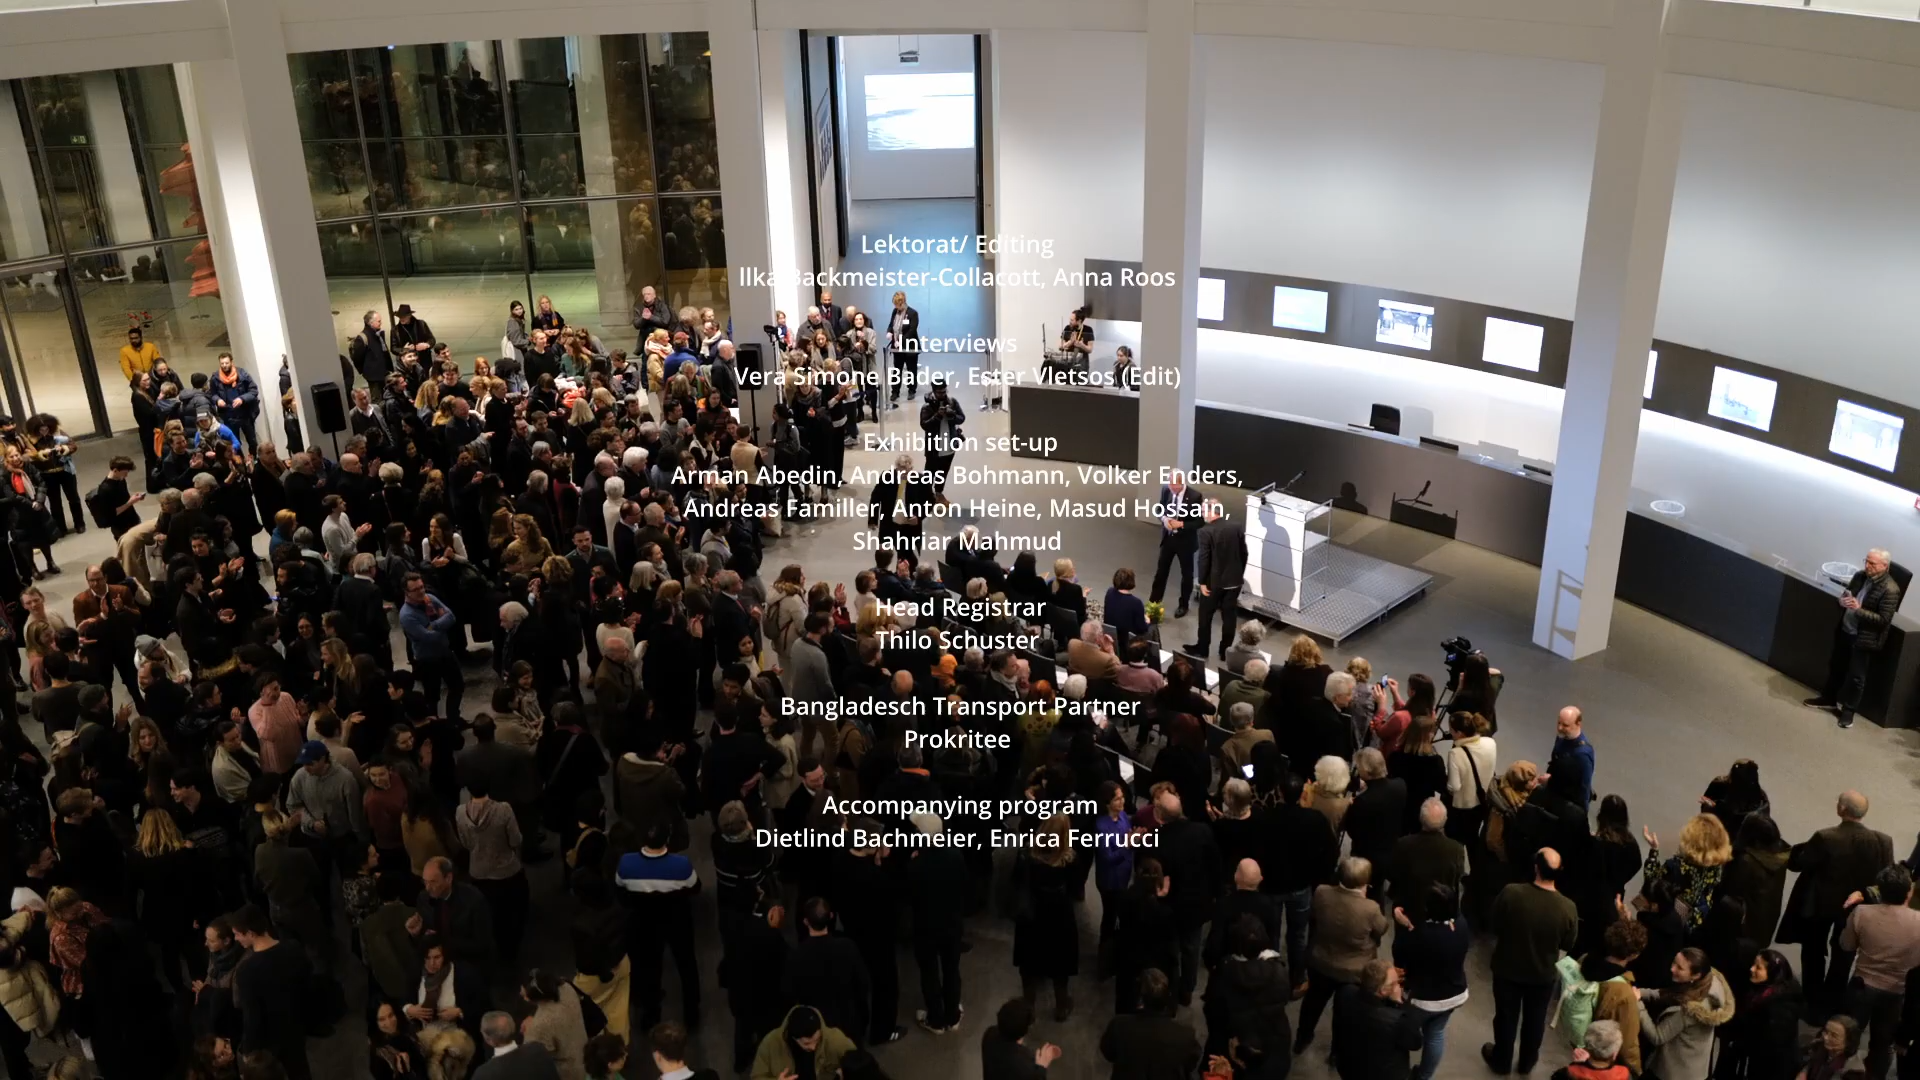 Lektorat/ Editing
Ilka Backmeister-Collacott, Anna Roos
Interviews
Vera Simone Bader, Ester Vletsos (Edit)
Exhibition set-up
Arman Abedin, Andreas Bohmann, Volker Enders,
Andreas Familler, Anton Heine, Masud Hossain,
Shahriar Mahmud
Head Registrar
Thilo Schuster
Bangladesch Transport Partner
Prokritee
Accompanying program
Dietlind Bachmeier, Enrica Ferrucci